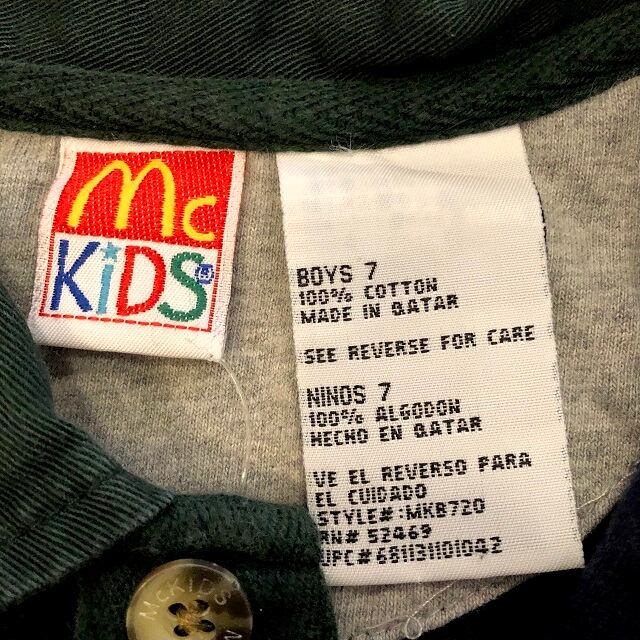 Mc
KiDS®
BOYS 7
100% COTTON
MADE IN QATAR
SEE REVERSE FOR CARE
NINOS 7
100% ALGODON
HECHO EN QATAR
VE EL REVERSO PARA
EL CUIDADO
STYLE#:MKB720
RN# 52469
UPC#681131101042
MCKIDS